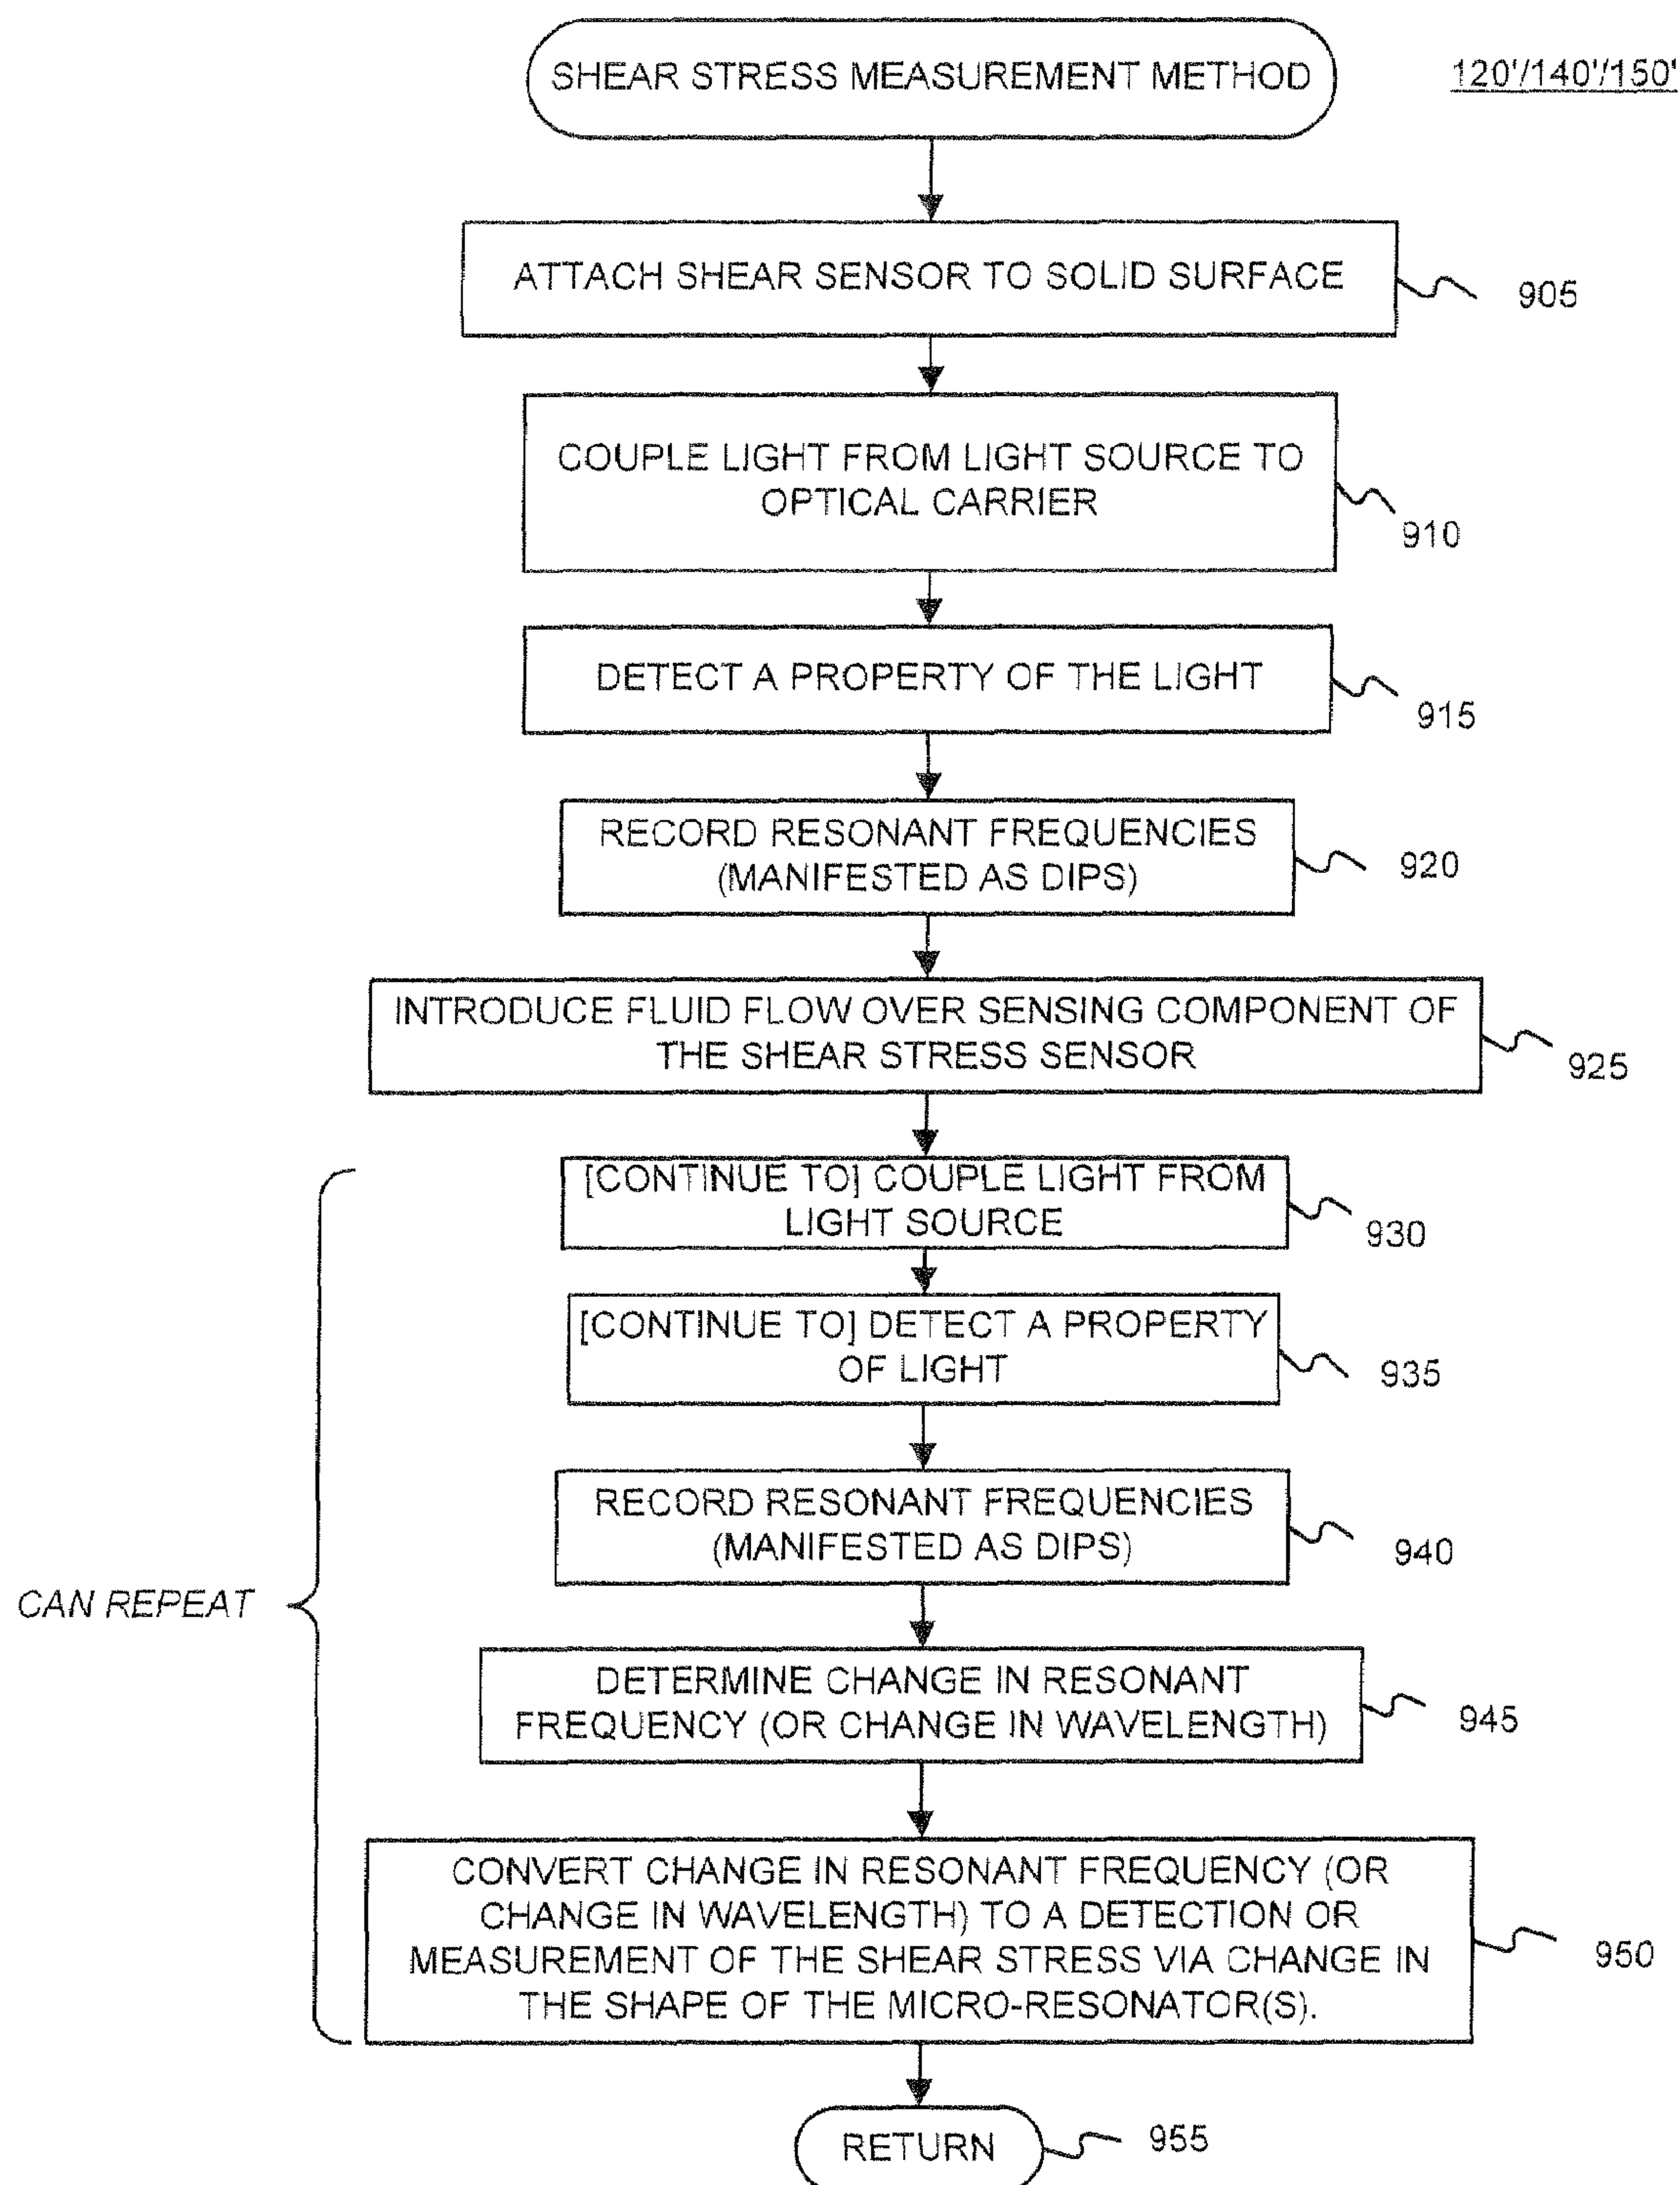 SHEAR STRESS MEASUREMENT METHOD
120'/140'/150'
ATTACH SHEAR SENSOR TO SOLID SURFACE
905
COUPLE LIGHT FROM LIGHT SOURCE TO
OPTICAL CARRIER
910
DETECT A PROPERTY OF THE LIGHT
915
RECORD RESONANT FREQUENCIES
(MANIFESTED AS DIPS)
920
INTRODUCE FLUID FLOW OVER SENSING COMPONENT OF
THE SHEAR STRESS SENSOR
925
[CONTINUE TO] COUPLE LIGHT FROM
LIGHT SOURCE
930
[CONTINUE TO] DETECT A PROPERTY
OF LIGHT
935
RECORD RESONANT FREQUENCIES
(MANIFESTED AS DIPS)
940
CAN REPEAT
DETERMINE CHANGE IN RESONANT
FREQUENCY (OR CHANGE IN WAVELENGTH)
945
CONVERT CHANGE IN RESONANT FREQUENCY (OR
CHANGE IN WAVELENGTH) TO A DETECTION OR
MEASUREMENT OF THE SHEAR STRESS VIA CHANGE IN
THE SHAPE OF THE MICRO-RESONATOR(S).
950
RETURN
955